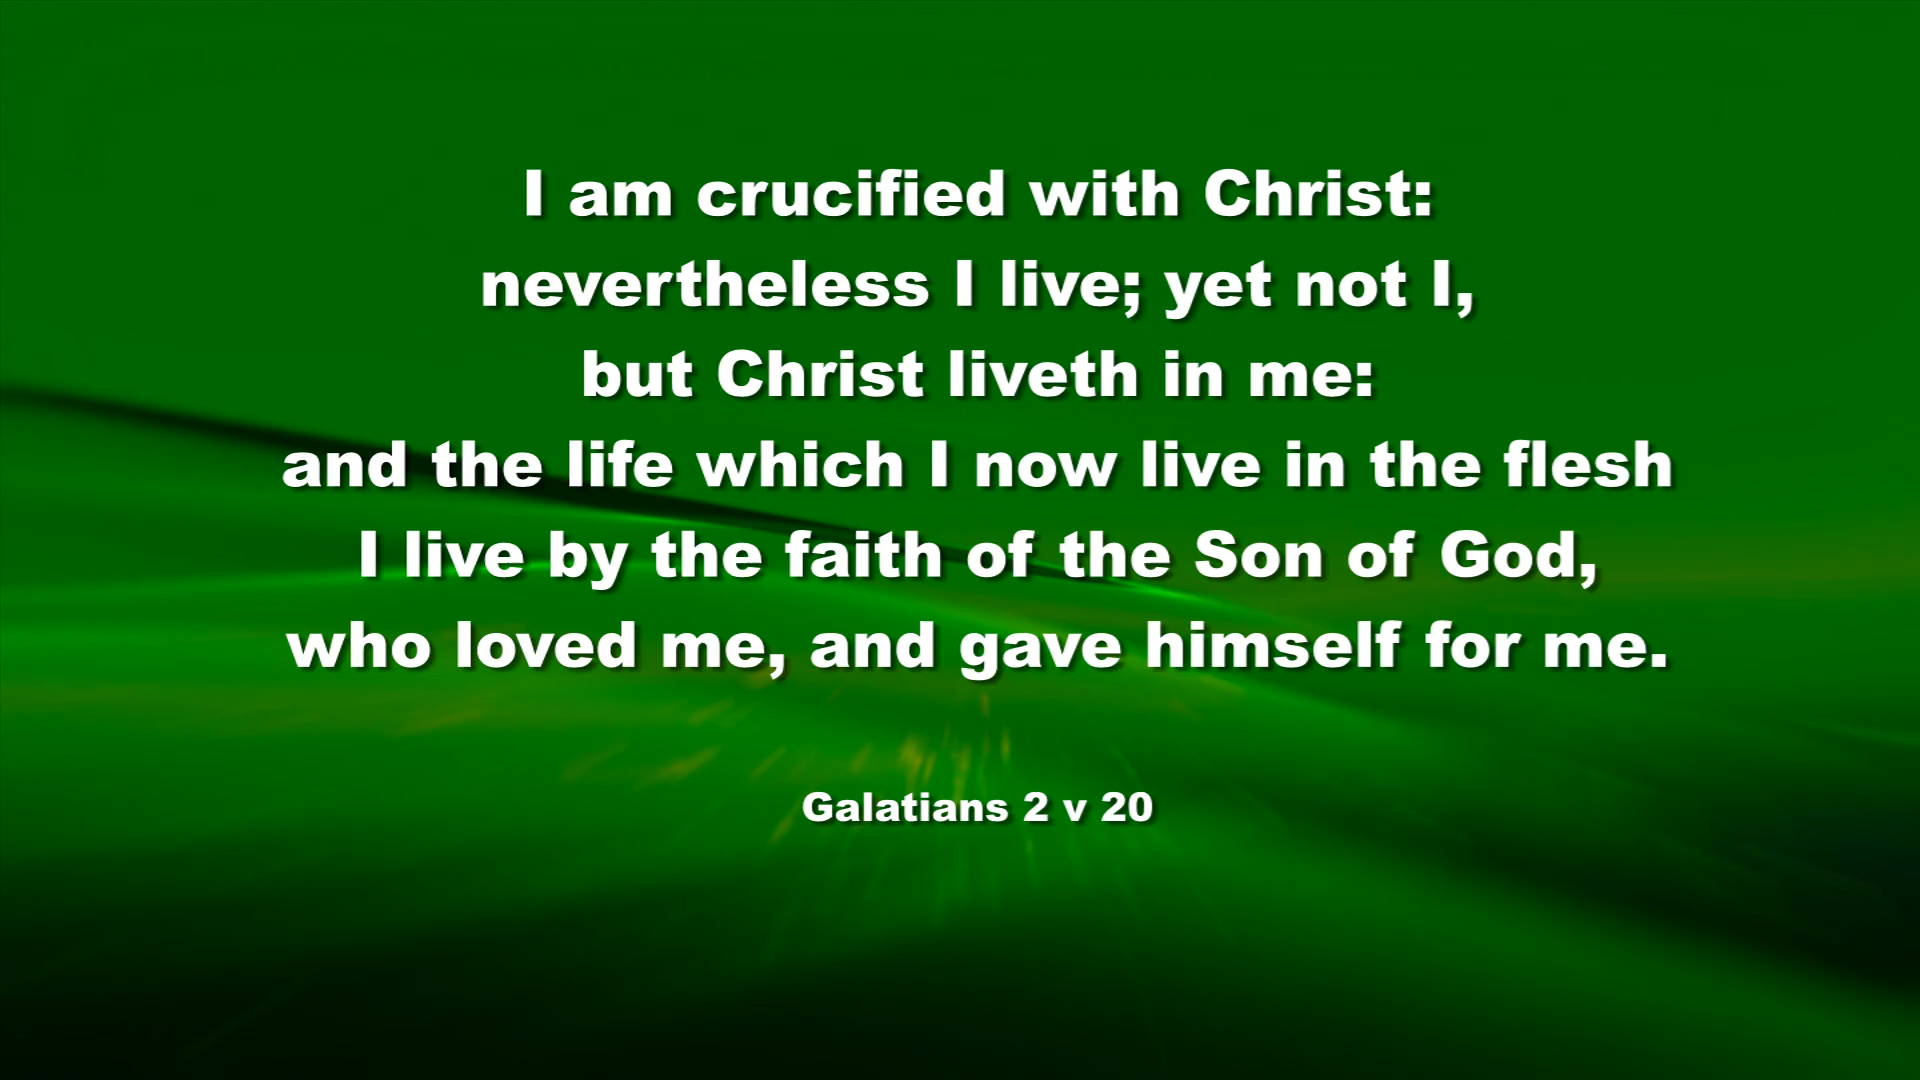 I am crucified with Christ:
nevertheless I live; yet not I,
but Christ liveth in me:
and the life which I now live in the flesh
I live by the faith of the Son of God,
who loved me, and gave himself for me.
Galatians 2 v 20